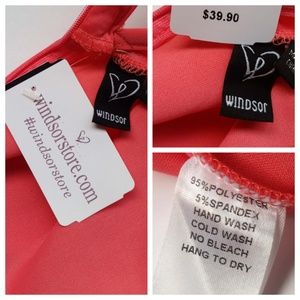 windsorstore.com
#windsorstore
WINDSOR
$39.90
WINDSOR
95%POLYESTER
5%SPANDEX
HAND WASH
COLD WASH
NO BLEACH
HANG TO DRY